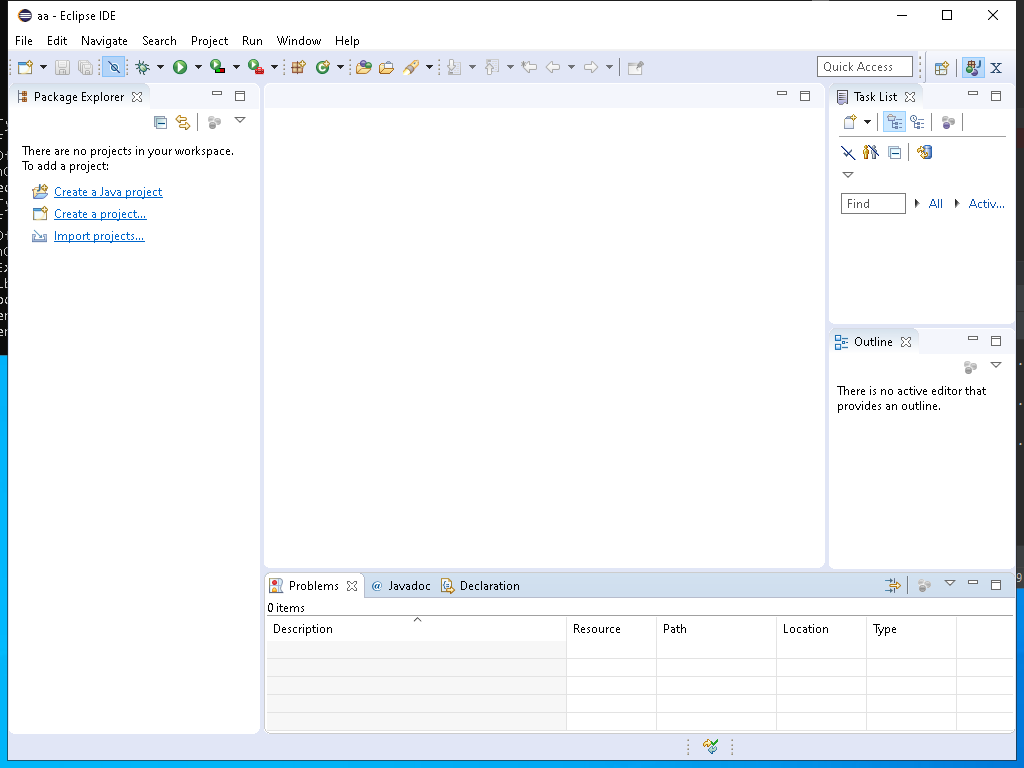 aa - Eclipse IDE
File Edit Navigate Search Project Run Window Help
Quick Access
Package Explorer
There are no projects in your workspace.
To add a project:
Create a Java project
Create a project...
Import projects...
Task List
Find All Activ...
Outline
There is no active editor that
provides an outline.
Problems @ Javadoc Declaration
0 items
Description Resource Path Location Type